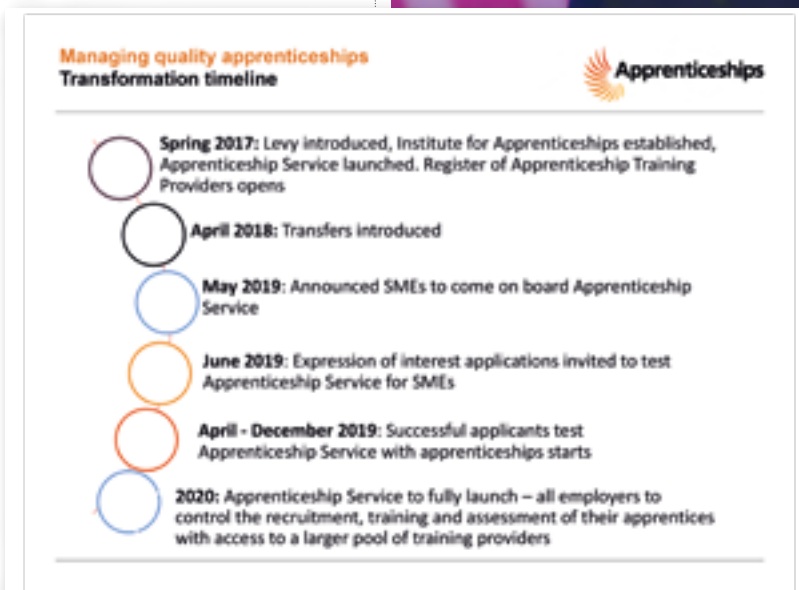 Managing quality apprenticeships
Transformation timeline
Apprenticeships
Spring 2017: Levy introduced, Institute for Apprenticeships established,
Apprenticeship Service launched. Register of Apprenticeship Training
Providers opens
April 2018: Transfers introduced
May 2019: Announced SMEs to come on board Apprenticeship
Service
June 2019: Expression of interest applications invited to test
Apprenticeship Service for SMEs
April - December 2019: Successful applicants test
Apprenticeship Service with apprenticeships starts
2020: Apprenticeship Service to fully launch – all employers to
control the recruitment, training and assessment of their apprentices
with access to a larger pool of training providers